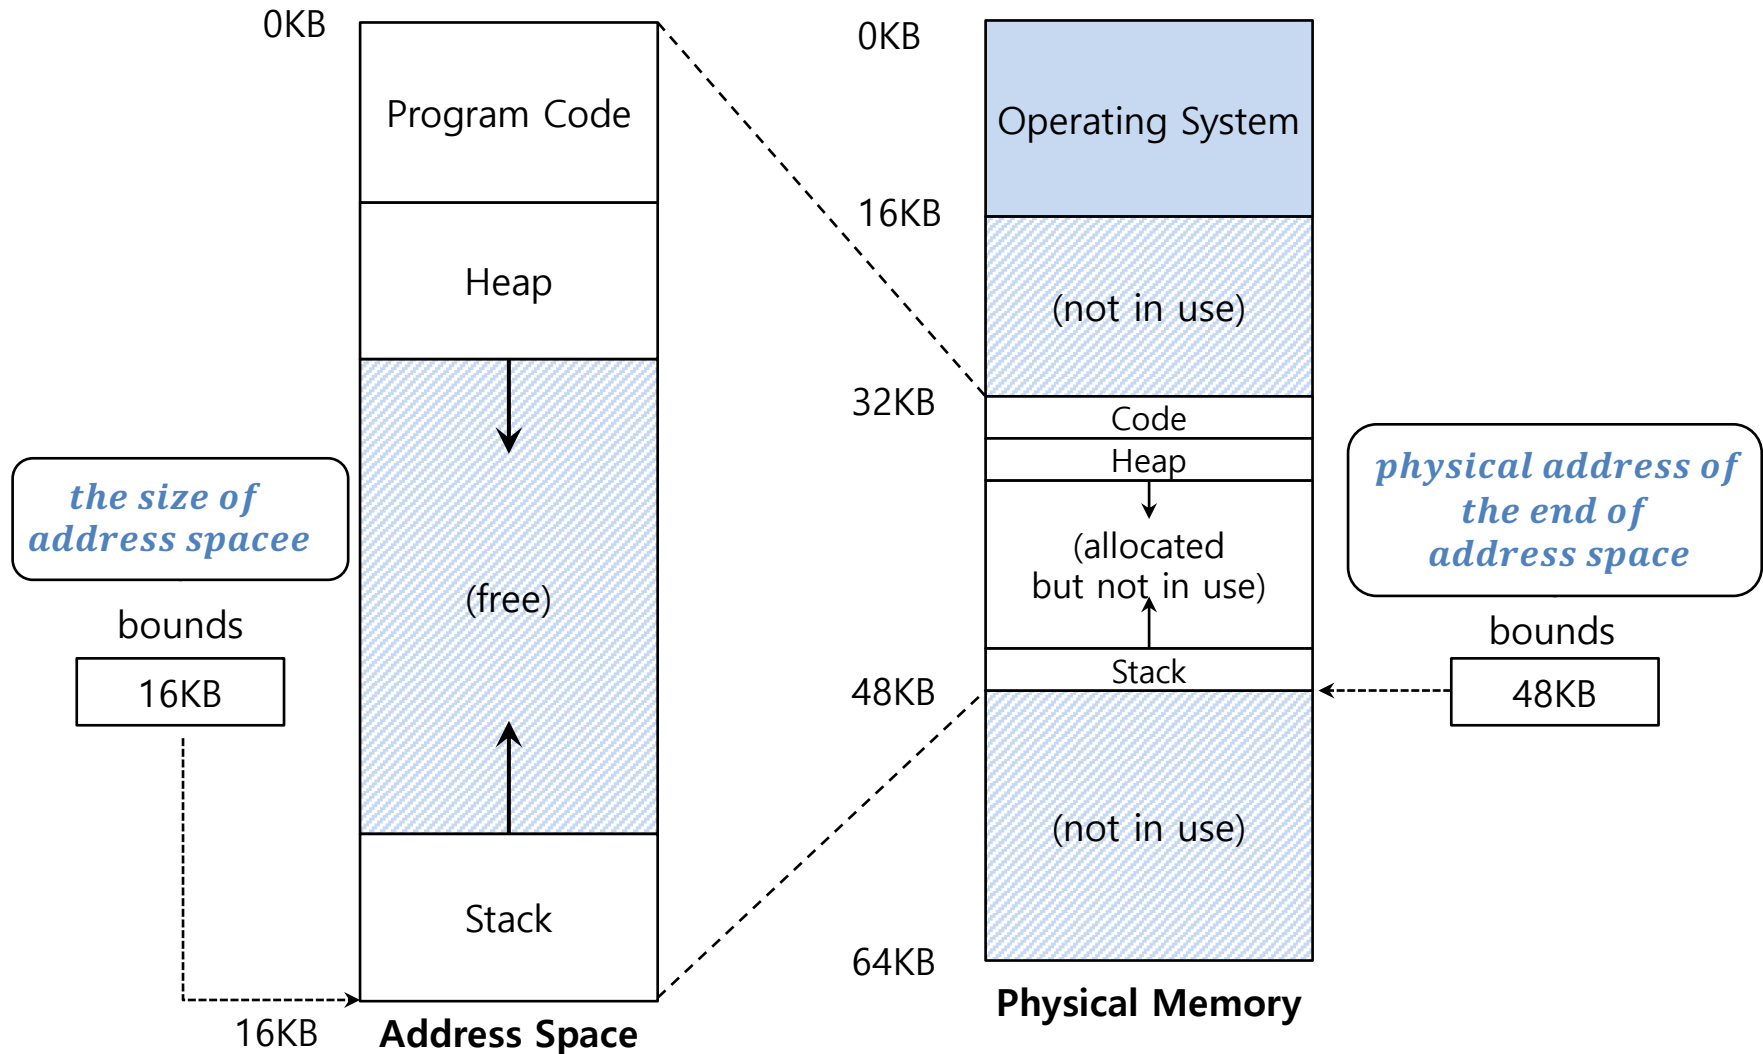 0KB
Program Code
Heap
the size of
address spacee
(free)
bounds
16KB
Stack
16KB
Address Space
0KB
Operating System
16KB
(not in use)
32KB
Code
Heap
(allocated
but not in use)
Stack
48KB
(not in use)
64KB
Physical Memory
physical address of
the end of
address space
bounds
48KB